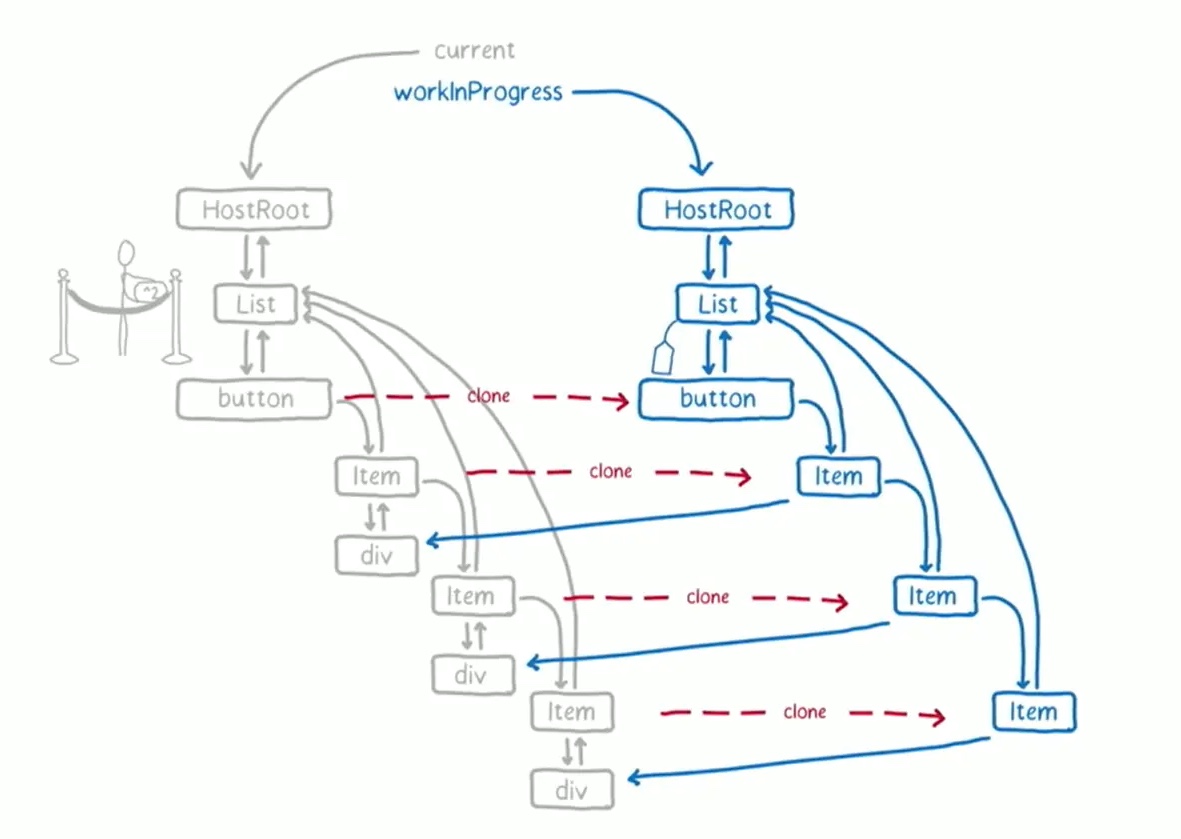 current
workInProgress
HostRoot
HostRoot
^2
List
List
button
clone
button
Item
clone
Item
div
Item
clone
Item
div
Item
clone
Item
div